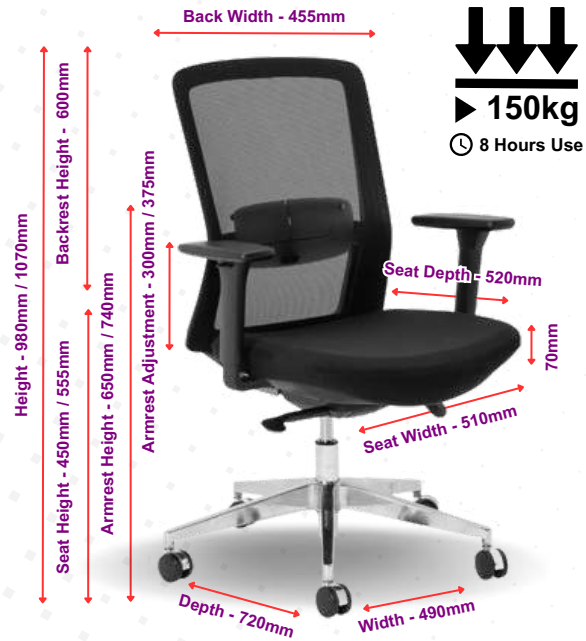 Back Width - 455mm
150kg
8 Hours Use
Height - 980mm / 1070mm
Backrest Height - 600mm
Seat Height - 450mm / 555mm
Armrest Height - 650mm / 740mm
Armrest Adjustment - 300mm / 375mm
Seat Depth - 520mm
70mm
Seat Width - 510mm
Depth - 720mm
Width - 490mm